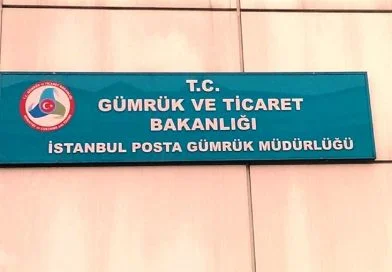 T.C.
GÜMRÜK VE TİCARET
BAKANLIĞI
İSTANBUL POSTA GÜMRÜK MÜDÜRLÜĞÜ